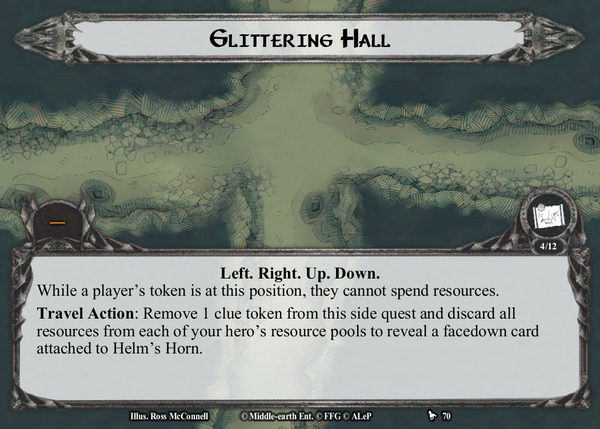 Glittering Hall
4/12
Left. Right. Up. Down.
While a player's token is at this position, they cannot spend resources.
Travel Action: Remove 1 clue token from this side quest and discard all
resources from each of your hero's resource pools to reveal a facedown card
attached to Helm's Horn.
Illus. Ross McConnell © Middle-earth Ent. © FFG © ALeP 70